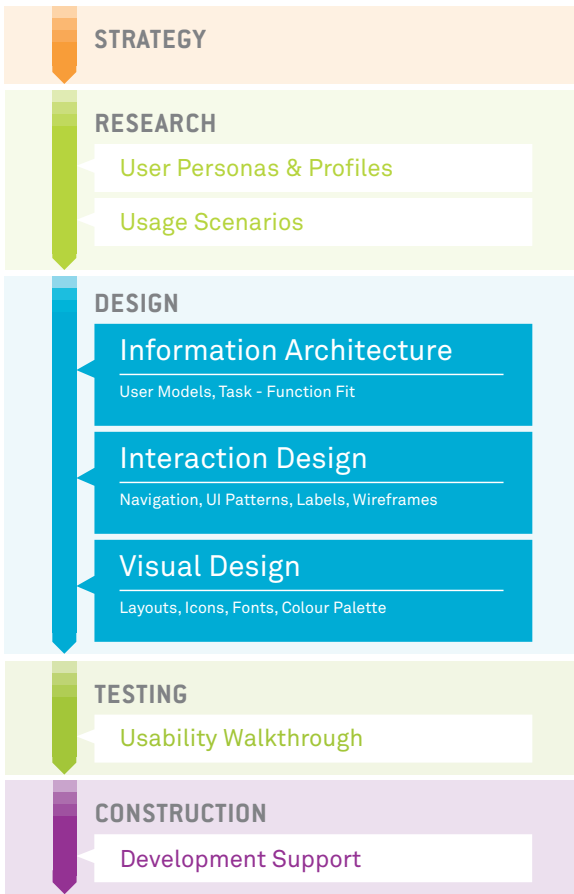 STRATEGY
RESEARCH
User Personas & Profiles
Usage Scenarios
DESIGN
Information Architecture
User Models, Task - Function Fit
Interaction Design
Navigation, UI Patterns, Labels, Wireframes
Visual Design
Layouts, Icons, Fonts, Colour Palette
TESTING
Usability Walkthrough
CONSTRUCTION
Development Support